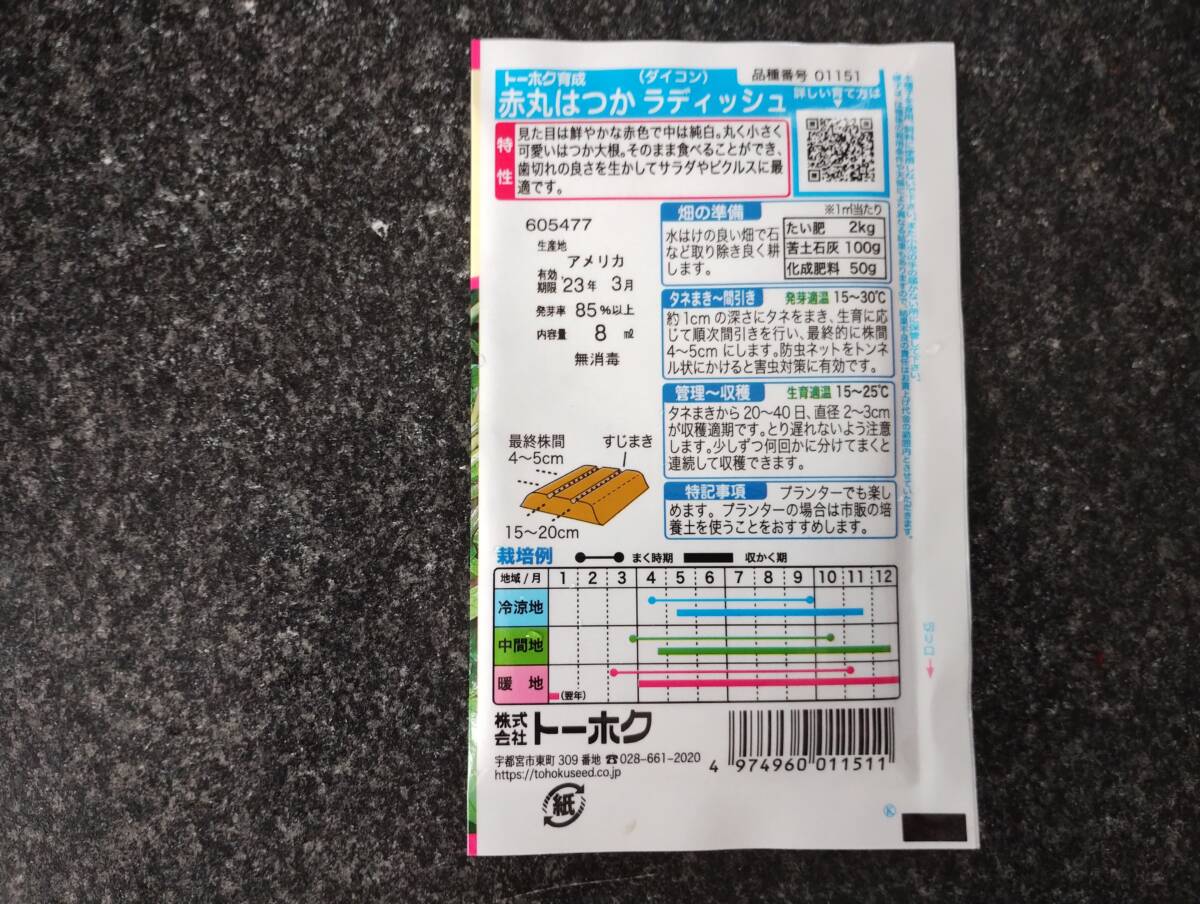 トーホク育成 (ダイコン) 品種番号 01151
赤丸はつか ラディッシュ
詳しい育て方は
特性
見た目は鮮やかな赤色で中は純白。丸く小さく
可愛いはつか大根。そのまま食べることができ、
歯切れの良さを生かしてサラダやピクルスに最
適です。
605477
生産地
アメリカ
有効期限 '23年 3月
発芽率 85%以上
内容量 8 ㎖
無消毒
畑の準備
※1㎡当たり
水はけの良い畑で石
など取り除き良く耕
します。
たい肥 2kg
苦土石灰 100g
化成肥料 50g
タネまき〜間引き 発芽適温 15〜30℃
約1cmの深さにタネをまき、生育に応
じて順次間引きを行い、最終的に株間
4〜5cmにします。防虫ネットをトンネ
ル状にかけると害虫対策に有効です。
管理〜収穫 生育適温 15〜25℃
タネまきから20〜40日、直径2〜3cm
が収穫適期です。とり遅れないよう注意
します。少しずつ何回かに分けてまくと
連続して収穫できます。
特記事項 プランターでも楽し
めます。プランターの場合は市販の培
養土を使うことをおすすめします。
最終株間
4〜5cm
すじまき
15〜20cm
栽培例 まく時期 収かく期
地域/月 1 2 3 4 5 6 7 8 9 10 11 12
冷涼地
中間地
暖地
(翌年)
株式会社 トーホク
宇都宮市東町309番地 ☎028-661-2020
https://tohokuseed.co.jp
4 974960 011511
紙
切り口
K